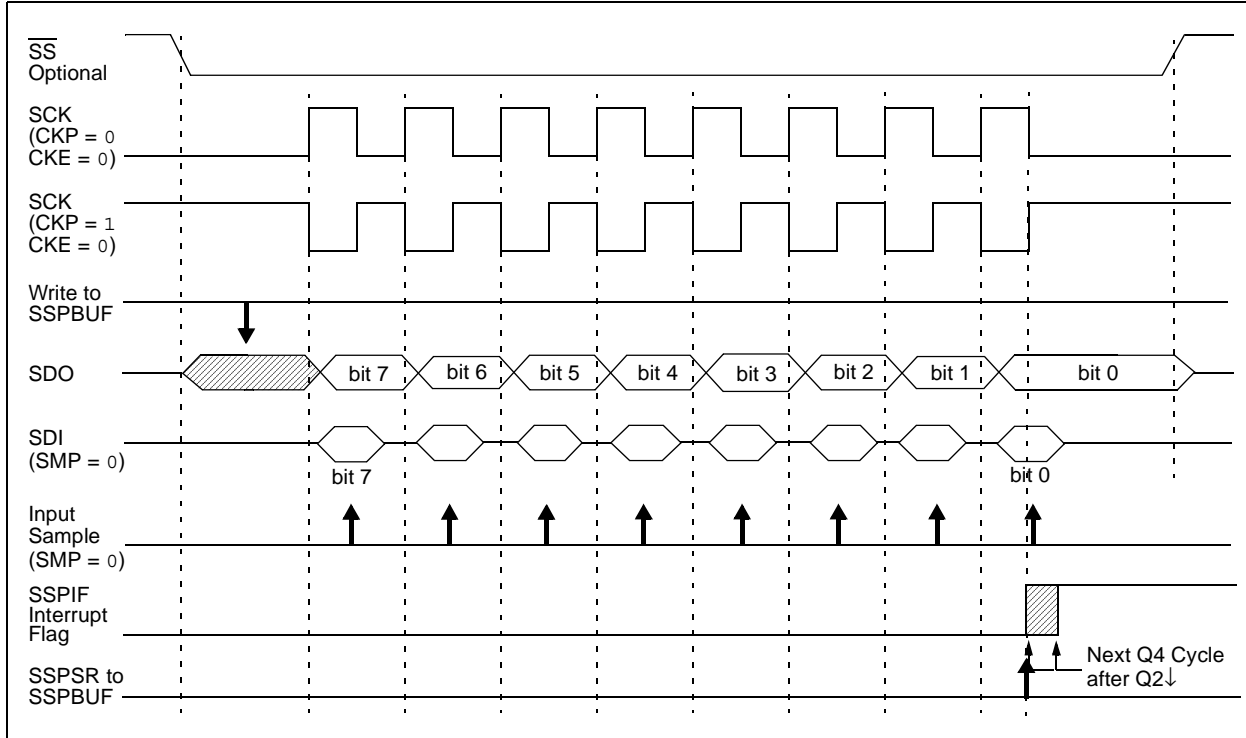 SS
Optional
SCK
(CKP = 0
CKE = 0)
SCK
(CKP = 1
CKE = 0)
Write to
SSPBUF
SDO
bit 7 bit 6 bit 5 bit 4 bit 3 bit 2 bit 1 bit 0
SDI
(SMP = 0)
bit 7 bit 0
Input
Sample
(SMP = 0)
SSPIF
Interrupt
Flag
Next Q4 Cycle
after Q2↓
SSPSR to
SSPBUF